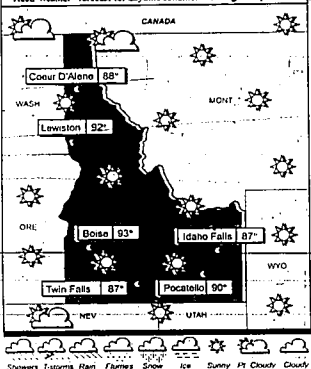 CANADA
Coeur D'Alene 88°
WASH
MONT
Lewiston 92°
ORE
Boise 93°
Idaho Falls 87°
WYO
Twin Falls 87°
Pocatello 90°
NEV
UTAH
Showers T-storms Rain Flurries Snow Ice Sunny Pt. Cloudy Cloudy